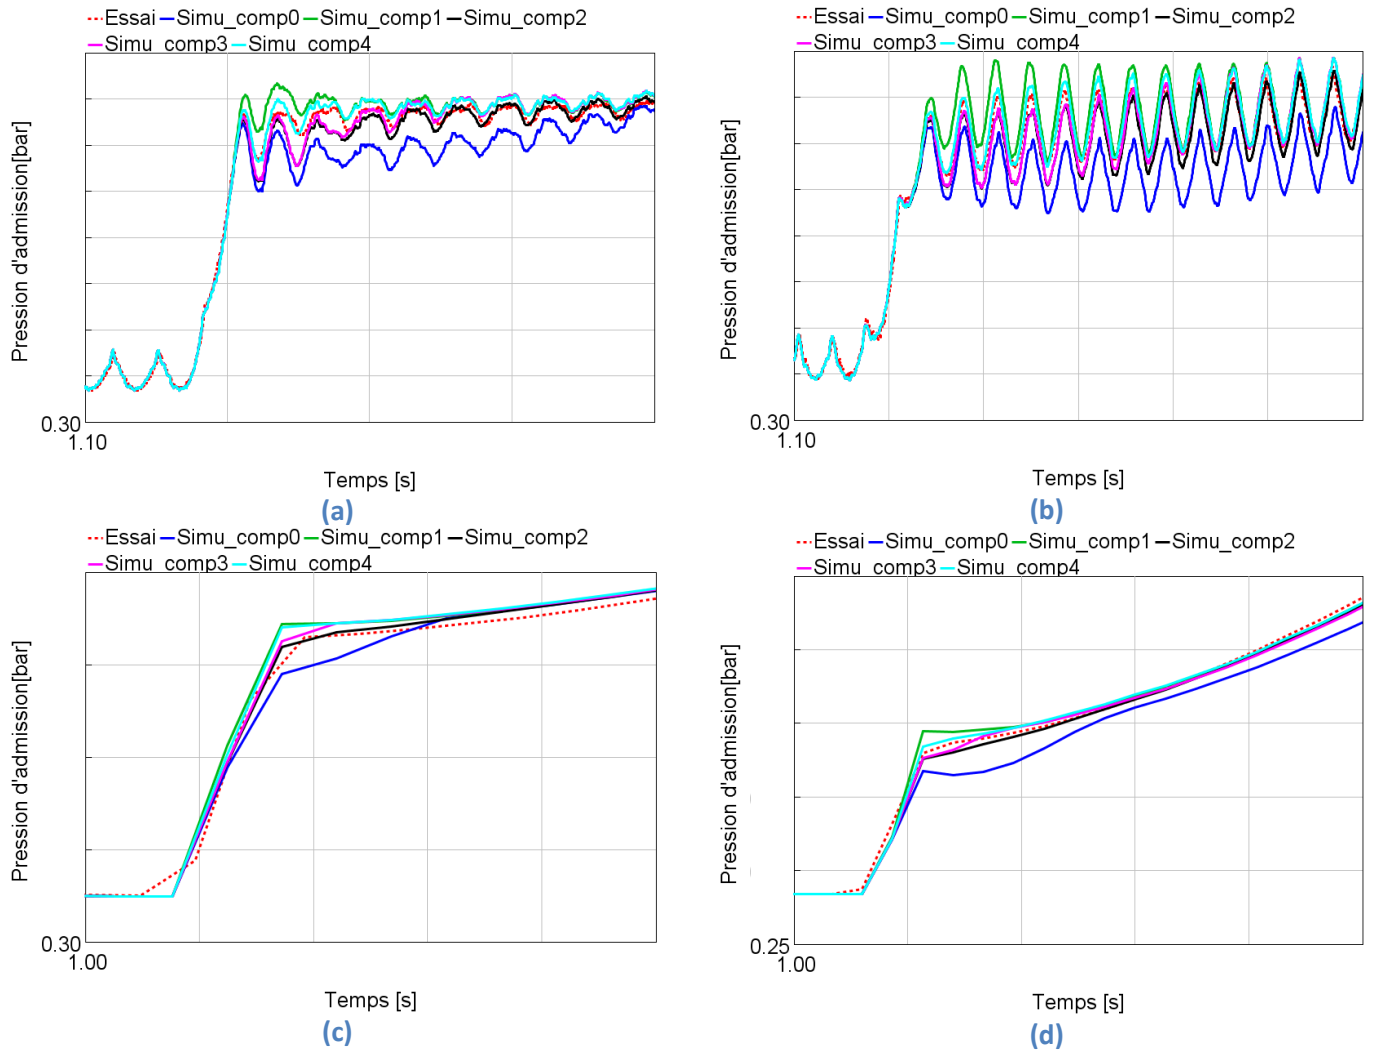 Essai Simu_comp0 Simu_comp1 Simu_comp2
Simu_comp3 Simu_comp4
Pression d'admission[bar]
0.30
1.10
Temps [s]
(a)
Essai Simu_comp0 Simu_comp1 Simu_comp2
Simu_comp3 Simu_comp4
Pression d'admission[bar]
0.30
1.10
Temps [s]
(b)
Essai Simu_comp0 Simu_comp1 Simu_comp2
Simu_comp3 Simu_comp4
Pression d'admission[bar]
0.30
1.00
Temps [s]
(c)
Essai Simu_comp0 Simu_comp1 Simu_comp2
Simu_comp3 Simu_comp4
Pression d'admission[bar]
0.25
1.00
Temps [s]
(d)